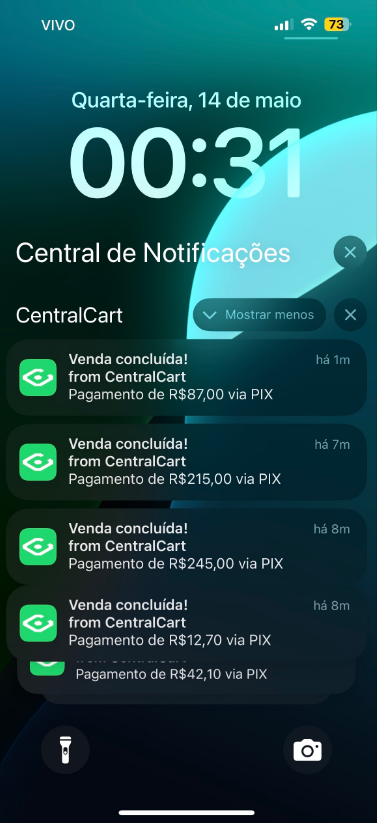 VIVO
73
Quarta-feira, 14 de maio
00:31
Central de Notificações
CentralCart
Mostrar menos
Venda concluída!
há 1m
from CentralCart
Pagamento de R$87,00 via PIX
Venda concluída!
há 7m
from CentralCart
Pagamento de R$215,00 via PIX
Venda concluída!
há 8m
from CentralCart
Pagamento de R$245,00 via PIX
Venda concluída!
há 8m
from CentralCart
Pagamento de R$12,70 via PIX
from CentralCart
Pagamento de R$42,10 via PIX